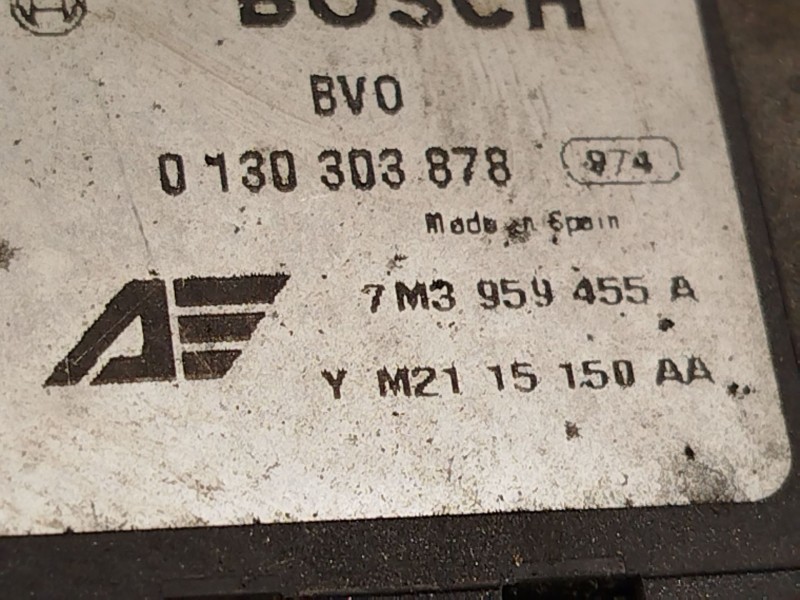 BOSCH
BVO
0 130 303 878 974
Made in Spain
7M3 959 455 A
Y M21 15 150 AA